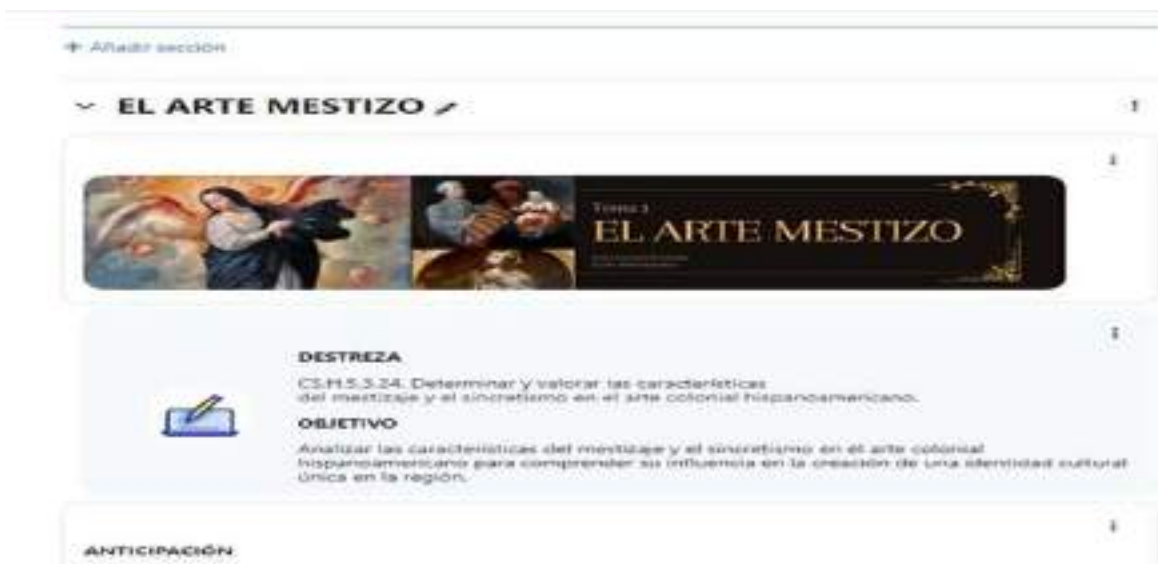 + Añadir sección
EL ARTE MESTIZO
Tema 1
EL ARTE MESTIZO
DESTREZA
CS.H.5.3.24. Determinar y valorar las características
del mestizaje y el sincretismo en el arte colonial hispanoamericano.
OBJETIVO
Analizar las características del mestizaje y el sincretismo en el arte colonial
hispanoamericano para comprender su influencia en la creación de una identidad cultural
única en la región.
ANTICIPACIÓN